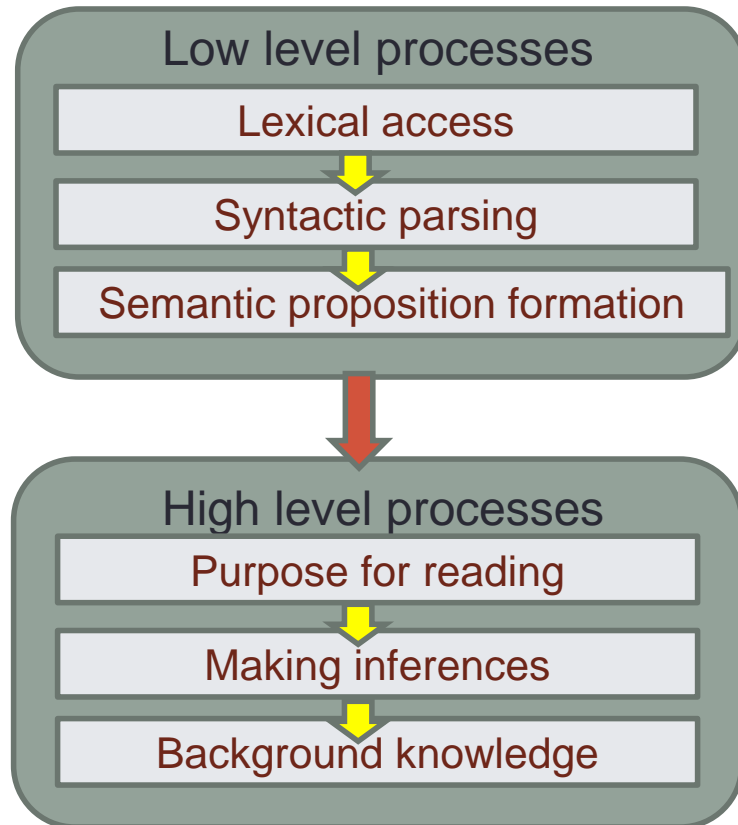 Low level processes
Lexical access
Syntactic parsing
Semantic proposition formation
High level processes
Purpose for reading
Making inferences
Background knowledge